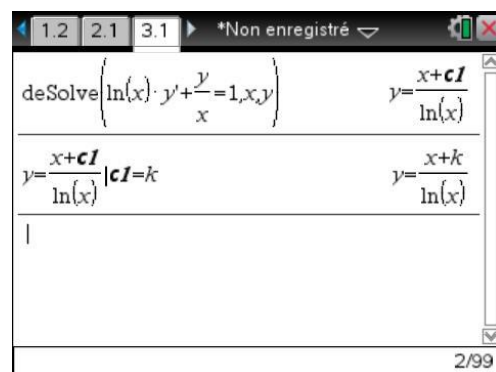 1.2 2.1 3.1 *Non enregistré
deSolve(ln(x)· y'+y/x=1,x,y) y=(x+c1)/ln(x)
y=(x+c1)/ln(x)|c1=k y=(x+k)/ln(x)
2/99